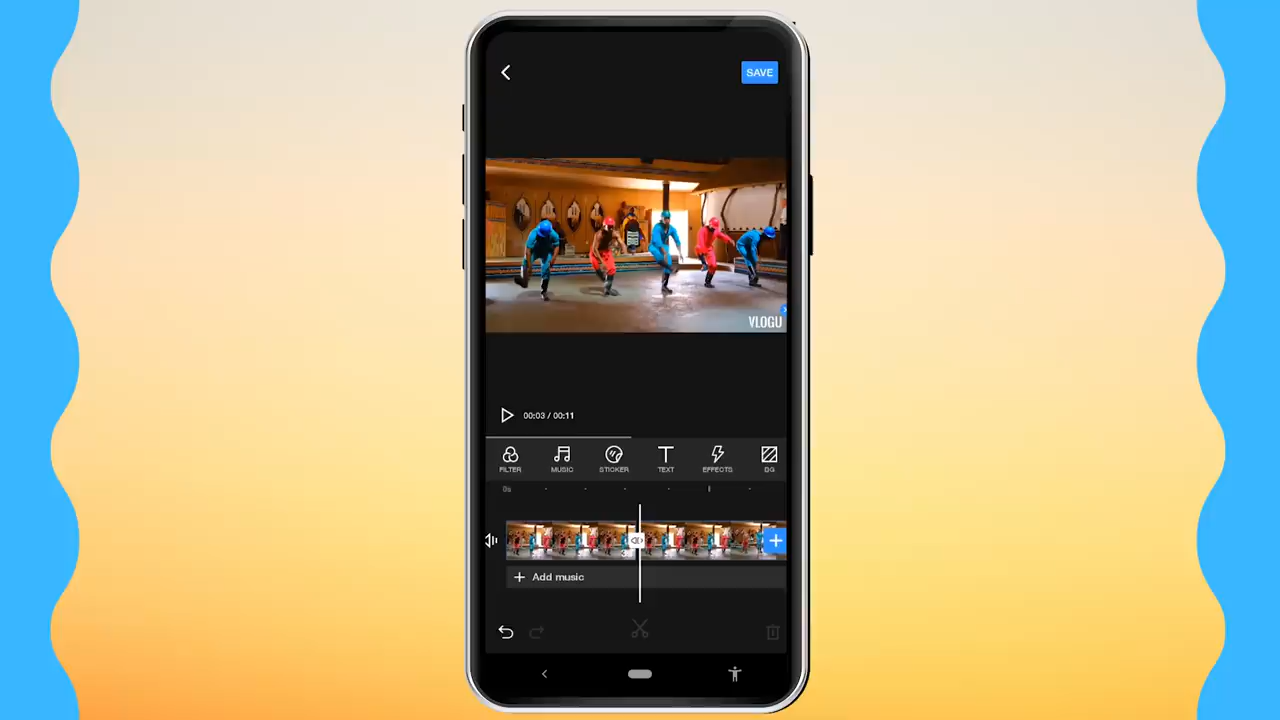 SAVE
VLOGU
00:03 / 00:11
FILTER MUSIC STICKER TEXT EFFECTS BG
0s
Add music